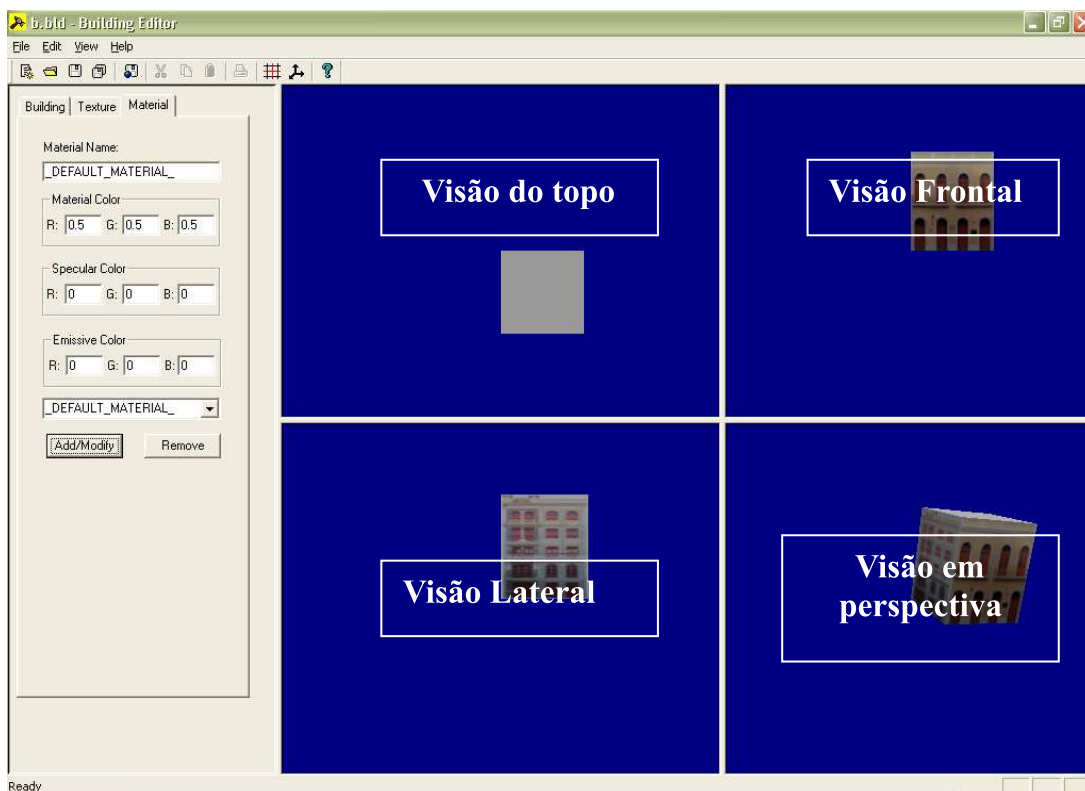 b.bld - Building Editor
File Edit View Help
Building Texture Material
Material Name:
_DEFAULT_MATERIAL_
Material Color
R: 0.5 G: 0.5 B: 0.5
Specular Color
R: 0 G: 0 B: 0
Emissive Color
R: 0 G: 0 B: 0
_DEFAULT_MATERIAL_
Add/Modify Remove
Visão do topo
Visão Frontal
Visão Lateral
Visão em
perspectiva
Ready